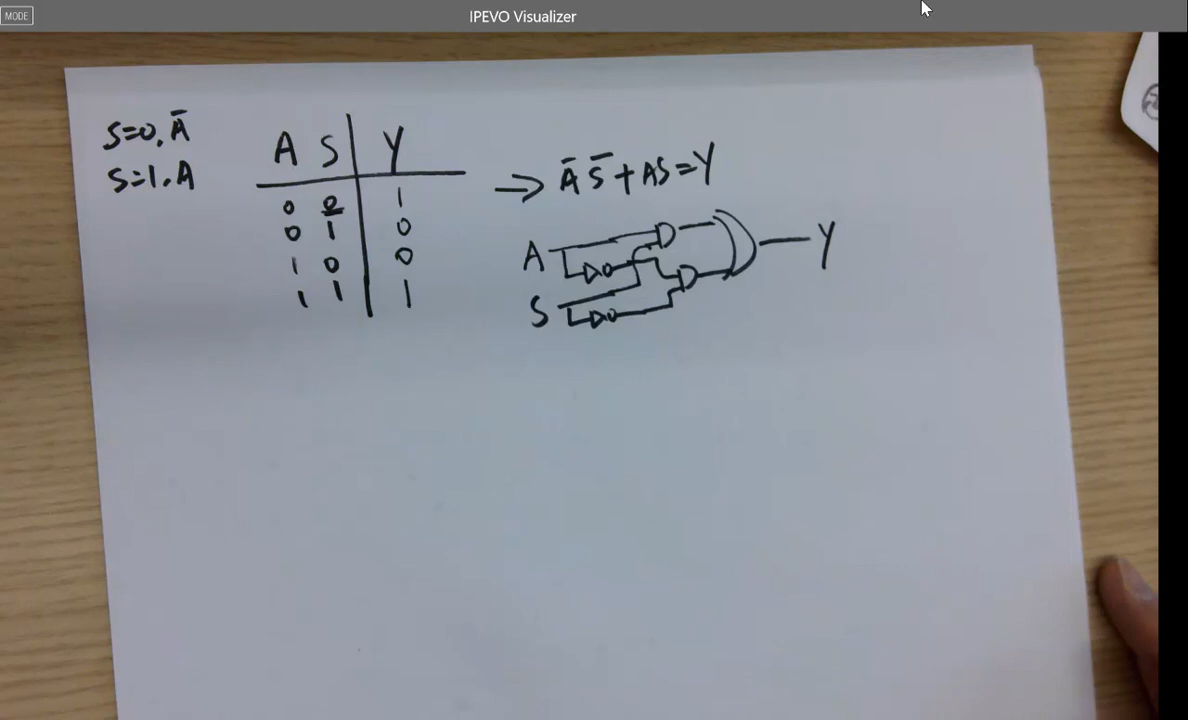 MODE
IPEVO Visualizer
S=0, Ā
S=1, A
A S Y
0 0 1
0 1 0
1 0 0
1 1 1
→ Ā S̄ + AS = Y
A
S
Y